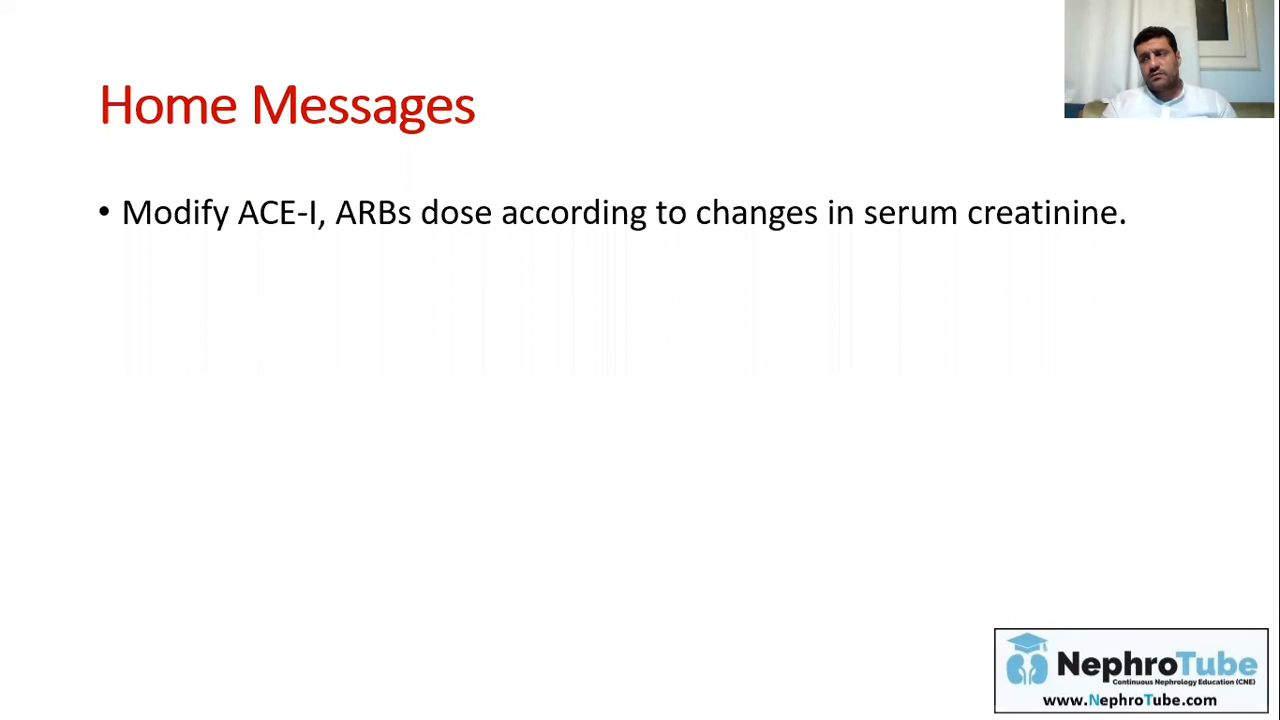 Home Messages
• Modify ACE-I, ARBs dose according to changes in serum creatinine.
NephroTube
Continuous Nephrology Education (CNE)
www.NephroTube.com